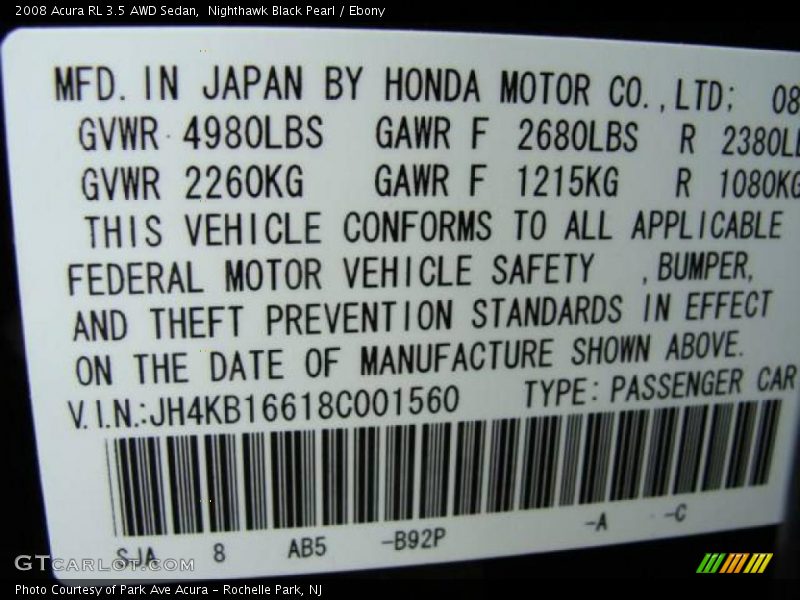 2008 Acura RL 3.5 AWD Sedan,  Nighthawk Black Pearl / Ebony
MFD. IN JAPAN BY HONDA MOTOR CO.,LTD; 08
GVWR 4980LBS GAWR F 2680LBS R 2380LB
GVWR 2260KG GAWR F 1215KG R 1080KG
THIS VEHICLE CONFORMS TO ALL APPLICABLE
FEDERAL MOTOR VEHICLE SAFETY ,BUMPER,
AND THEFT PREVENTION STANDARDS IN EFFECT
ON THE DATE OF MANUFACTURE SHOWN ABOVE.
V.I.N.:JH4KB16618C001560 TYPE: PASSENGER CAR
SJA 8 AB5 -B92P -A -C
GTCarLot.com
Photo Courtesy of Park Ave Acura - Rochelle Park, NJ